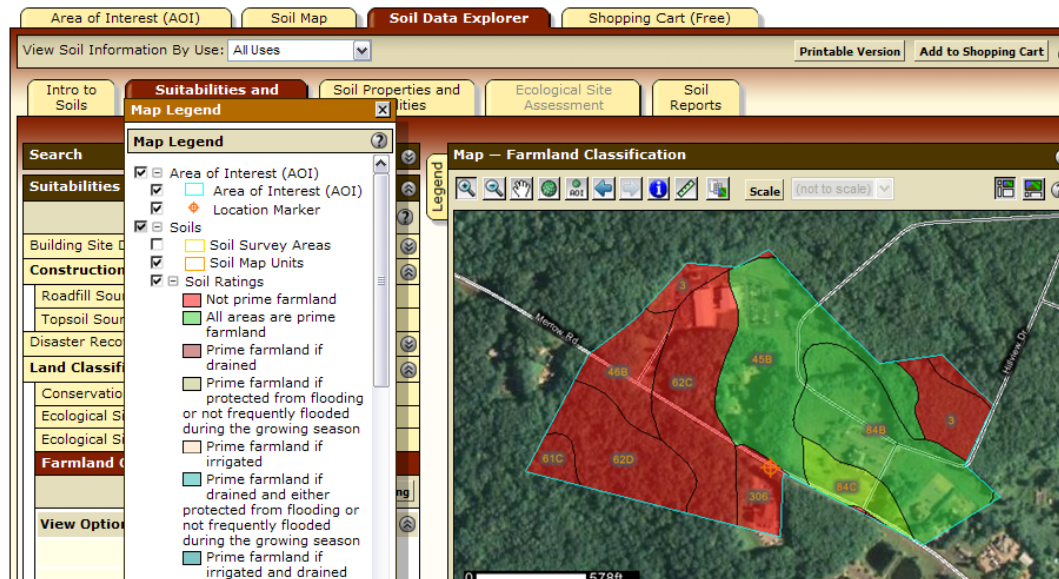 Area of Interest (AOI)
Soil Map
Soil Data Explorer
Shopping Cart (Free)
View Soil Information By Use: All Uses
Printable Version
Add to Shopping Cart
Intro to
Soils
Suitabilities and
Soil Properties and
ities
Ecological Site
Assessment
Soil
Reports
Map Legend
Map Legend
Area of Interest (AOI)
Area of Interest (AOI)
Location Marker
Soils
Soil Survey Areas
Soil Map Units
Soil Ratings
Not prime farmland
All areas are prime
farmland
Prime farmland if
drained
Prime farmland if
protected from flooding
or not frequently flooded
during the growing season
Prime farmland if
irrigated
Prime farmland if
drained and either
protected from flooding or
not frequently flooded
during the growing season
Prime farmland if
irrigated and drained
Search
Suitabilities
Building Site D
Construction
Roadfill Sour
Topsoil Sour
Disaster Reco
Land Classifi
Conservatio
Ecological Si
Ecological Si
Farmland C
ng
View Option
Legend
Map — Farmland Classification
AOI
Scale
(not to scale)
Merrow Rd
Hillview Dr
3
46B
62C
45B
3
84B
61C
62D
306
84C
0
578ft